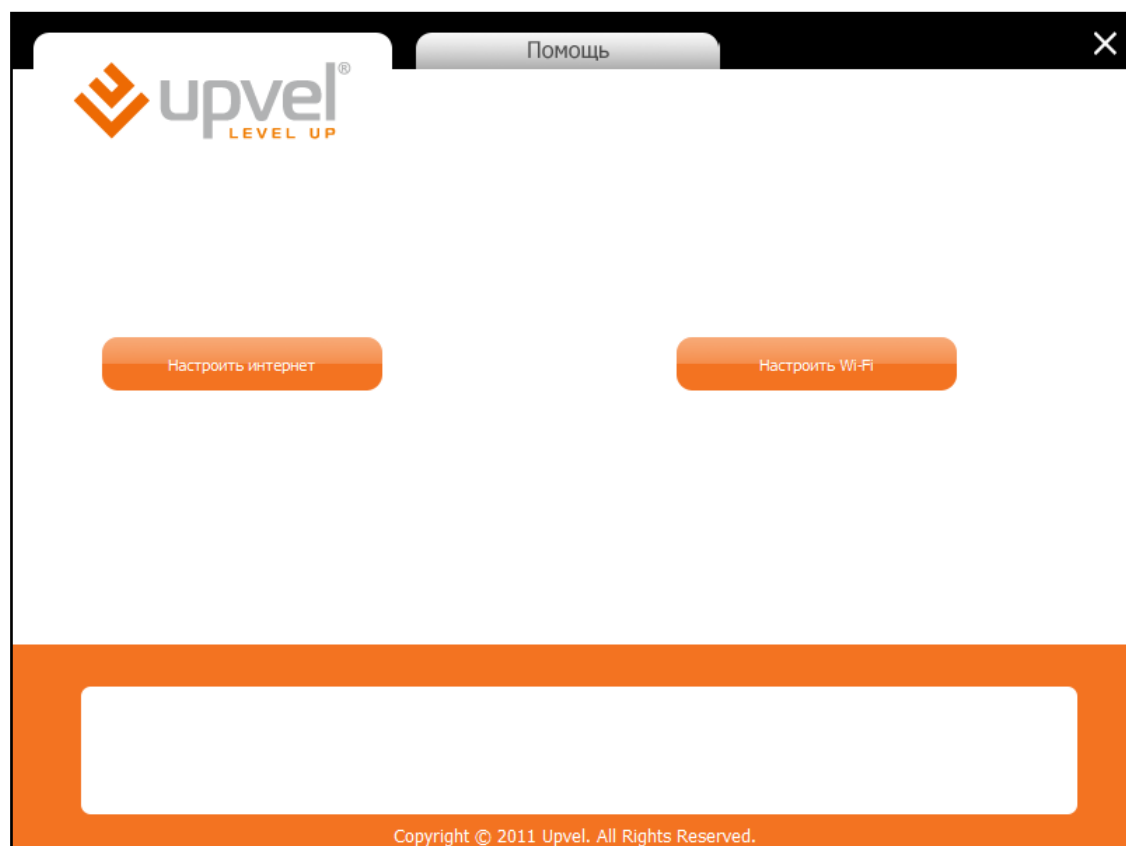 Помощь
upvel®
LEVEL UP
Настроить интернет
Настроить Wi-Fi
Copyright © 2011 Upvel. All Rights Reserved.